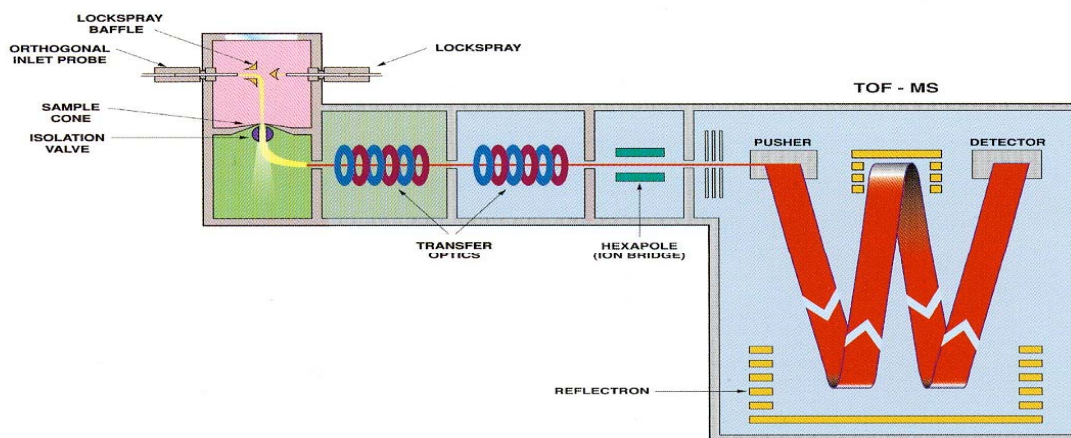 LOCKSPRAY
BAFFLE
ORTHOGONAL
INLET PROBE
LOCKSPRAY
SAMPLE
CONE
ISOLATION
VALVE
TOF - MS
PUSHER
DETECTOR
TRANSFER
OPTICS
HEXAPOLE
(ION BRIDGE)
REFLECTRON